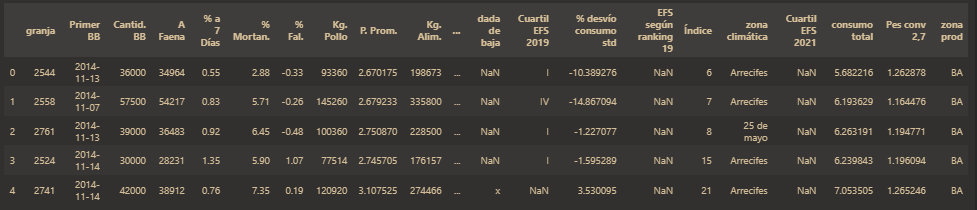 granja Primer BB Cantid. BB A Faena % a 7 Días % Mortan. % Fal. Kg. Pollo P. Prom. Kg. Alim. ... dada de baja Cuartil EFS 2019 % desvío consumo std EFS según ranking 19 Índice zona climática Cuartil EFS 2021 consumo total Pes conv 2,7 zona prod
0 2544 2014-11-13 36000 34964 0.55 2.88 -0.33 93360 2.670175 198673 ... NaN I -10.389276 NaN 6 Arrecifes NaN 5.682216 1.262878 BA
1 2558 2014-11-07 57500 54217 0.83 5.71 -0.26 145260 2.679233 335800 ... NaN IV -14.867094 NaN 7 Arrecifes NaN 6.193629 1.164476 BA
2 2761 2014-11-13 39000 36483 0.92 6.45 -0.48 100360 2.750870 228500 ... NaN I -1.227077 NaN 8 25 de mayo NaN 6.263191 1.194771 BA
3 2524 2014-11-14 30000 28231 1.35 5.90 1.07 77514 2.745705 176157 ... NaN I -1.595289 NaN 15 Arrecifes NaN 6.239843 1.196094 BA
4 2741 2014-11-14 42000 38912 0.76 7.35 0.19 120920 3.107525 274466 ... x NaN 3.530095 NaN 21 Arrecifes NaN 7.053505 1.265246 BA